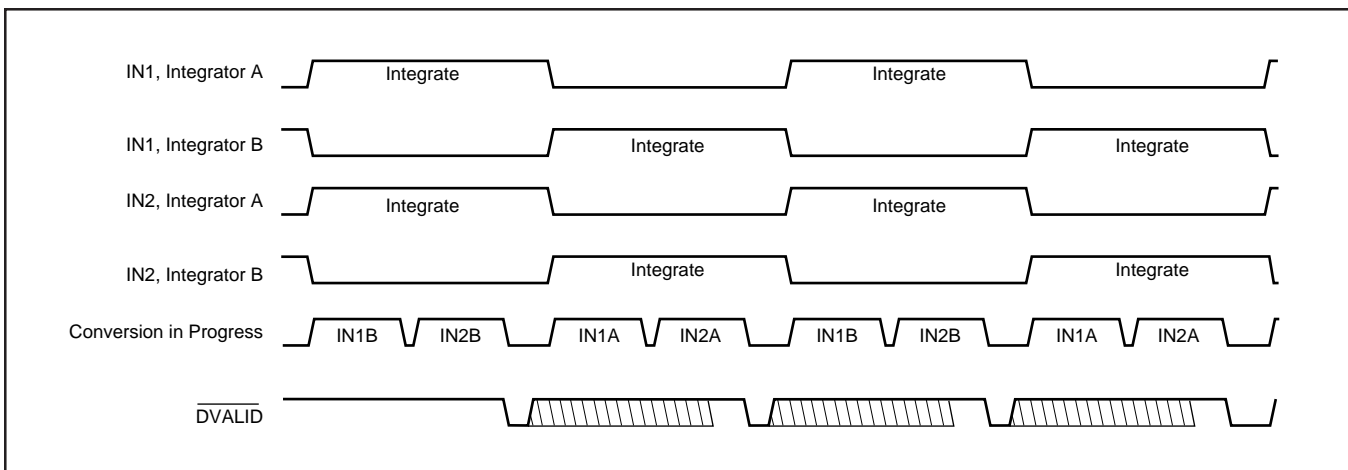 IN1, Integrator A
Integrate
Integrate
IN1, Integrator B
Integrate
Integrate
IN2, Integrator A
Integrate
Integrate
IN2, Integrator B
Integrate
Integrate
Conversion in Progress
IN1B
IN2B
IN1A
IN2A
IN1B
IN2B
IN1A
IN2A
DVALID